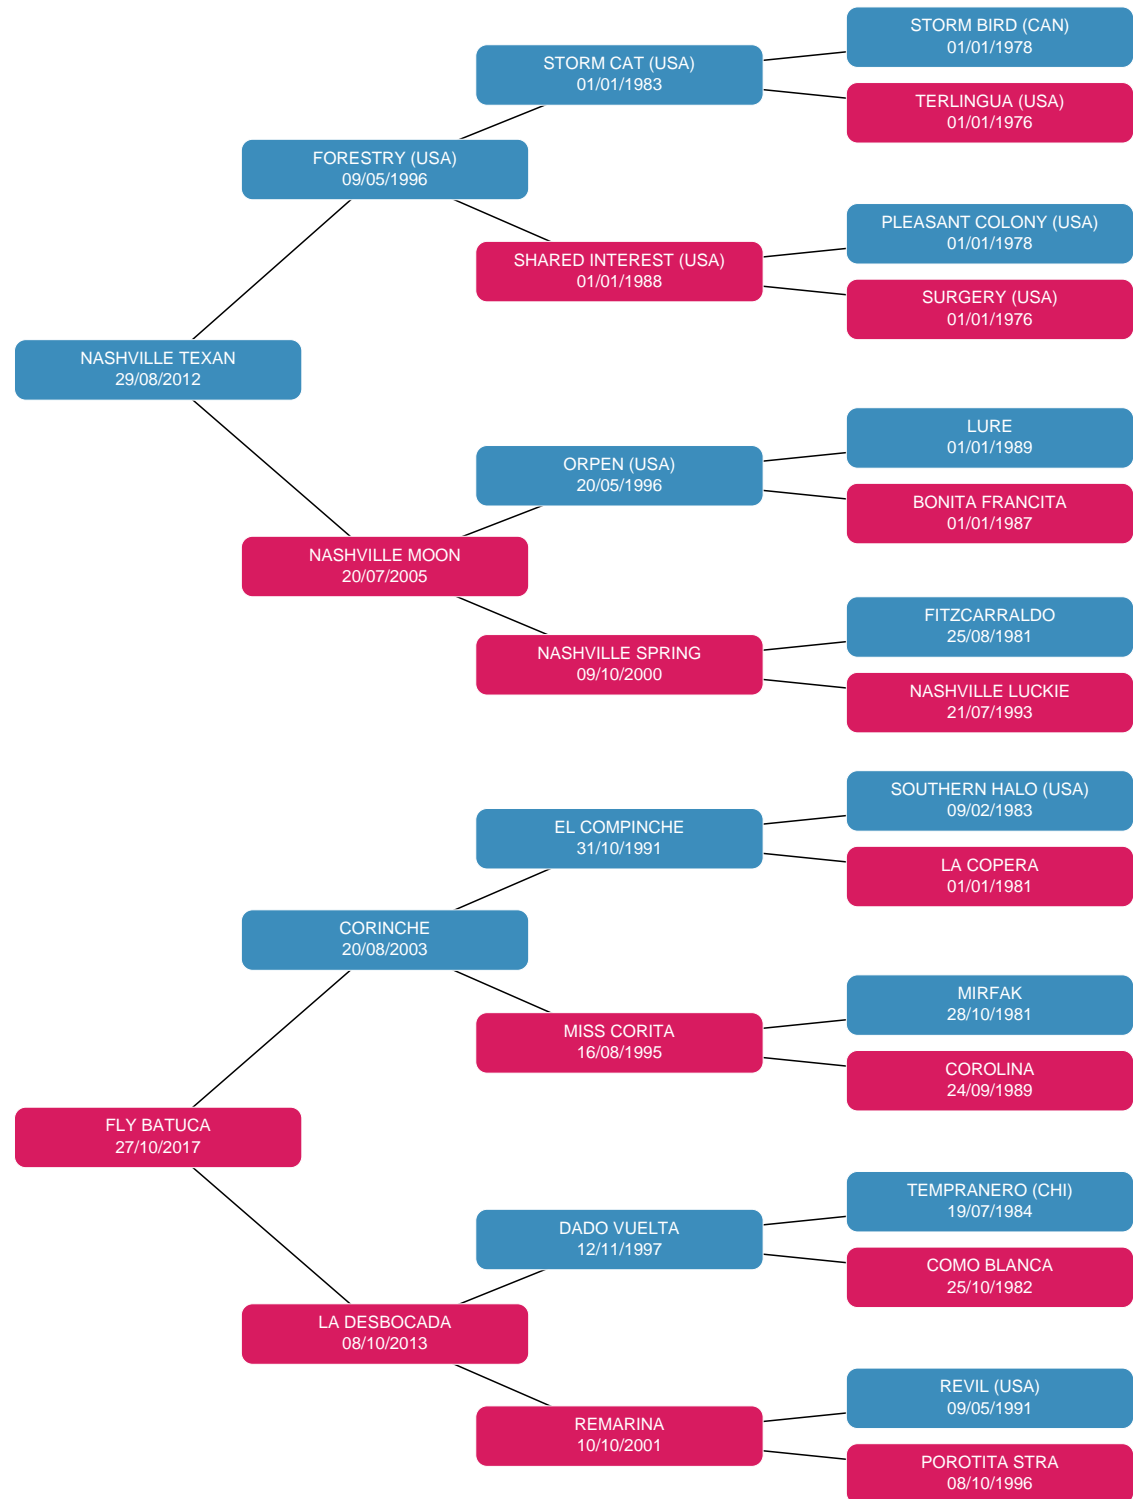 STORM BIRD (CAN)
01/01/1978
STORM CAT (USA)
01/01/1983
TERLINGUA (USA)
01/01/1976
FORESTRY (USA)
09/05/1996
PLEASANT COLONY (USA)
01/01/1978
SHARED INTEREST (USA)
01/01/1988
SURGERY (USA)
01/01/1976
NASHVILLE TEXAN
29/08/2012
LURE
01/01/1989
ORPEN (USA)
20/05/1996
BONITA FRANCITA
01/01/1987
NASHVILLE MOON
20/07/2005
FITZCARRALDO
25/08/1981
NASHVILLE SPRING
09/10/2000
NASHVILLE LUCKIE
21/07/1993
SOUTHERN HALO (USA)
09/02/1983
EL COMPINCHE
31/10/1991
LA COPERA
01/01/1981
CORINCHE
20/08/2003
MIRFAK
28/10/1981
MISS CORITA
16/08/1995
COROLINA
24/09/1989
FLY BATUCA
27/10/2017
TEMPRANERO (CHI)
19/07/1984
DADO VUELTA
12/11/1997
COMO BLANCA
25/10/1982
LA DESBOCADA
08/10/2013
REVIL (USA)
09/05/1991
REMARINA
10/10/2001
POROTITA STRA
08/10/1996